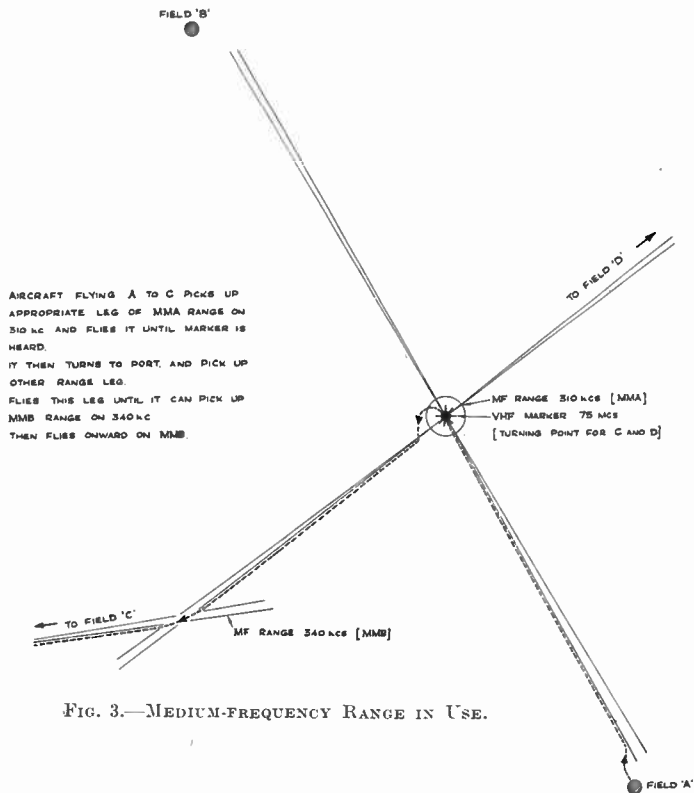 FIELD 'B'
TO FIELD 'D'
AIRCRAFT FLYING A TO C PICKS UP
APPROPRIATE LEG OF MMA RANGE ON
310 KC AND FLIES IT UNTIL MARKER IS
HEARD.
IT THEN TURNS TO PORT, AND PICK UP
OTHER RANGE LEG.
FLIES THIS LEG UNTIL IT CAN PICK UP
MMB RANGE ON 340 KC
THEN FLIES ONWARD ON MMB.
MF RANGE 310 KCS [MMA]
VHF MARKER 75 MCS
[TURNING POINT FOR C AND D]
TO FIELD 'C'
MF RANGE 340 KCS [MMB]
FIG. 3.—MEDIUM-FREQUENCY RANGE IN USE.
FIELD 'A'